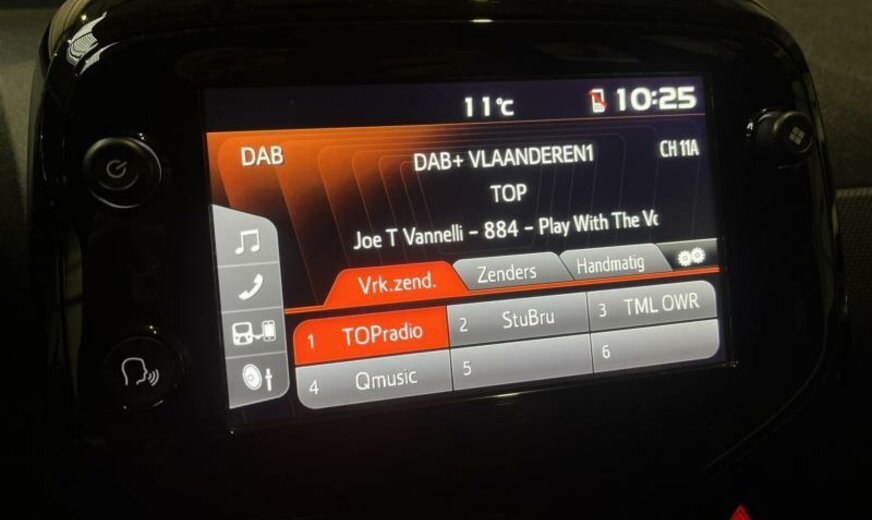 11°C 10:25
DAB DAB+ VLAANDEREN1 CH 11A
TOP
Joe T Vannelli - 884 - Play With The Vc
Vrk.zend. Zenders Handmatig
1 TOPradio 2 StuBru 3 TML OWR
4 Qmusic 5 6